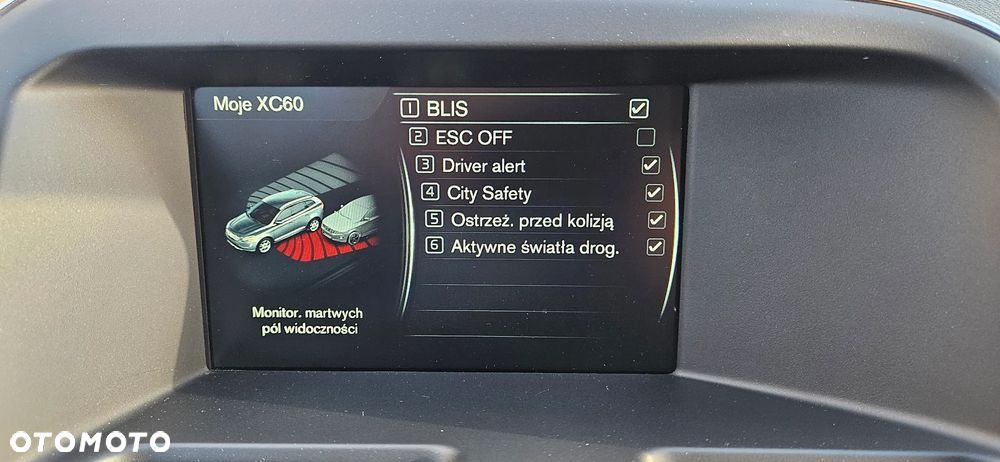 Moje XC60
1 BLIS
2 ESC OFF
3 Driver alert
4 City Safety
5 Ostrzeż. przed kolizją
6 Aktywne światła drog.
Monitor. martwych
pól widoczności
OTOMOTO